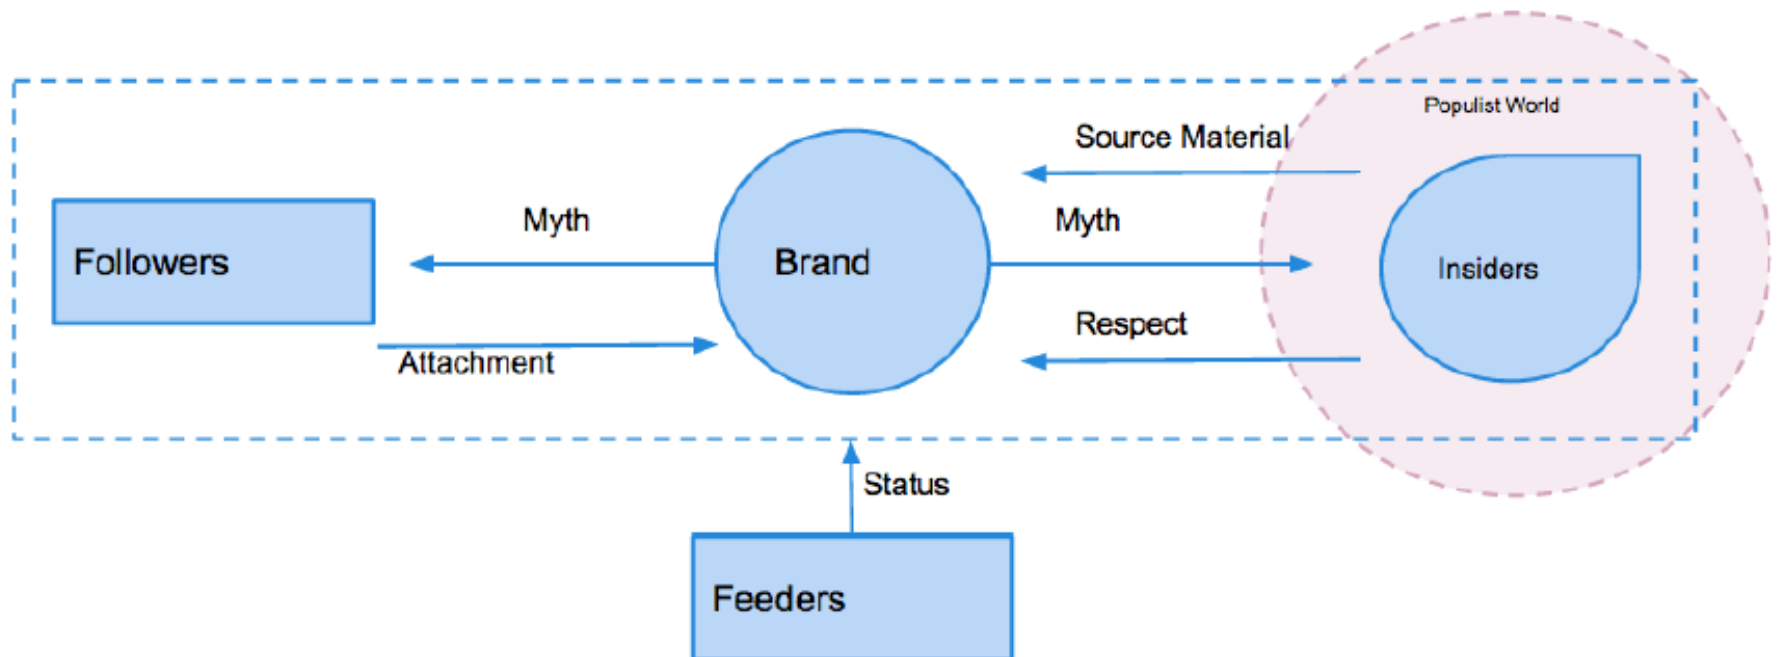 Populist World
Source Material
Myth
Myth
Followers
Brand
Insiders
Respect
Attachment
Status
Feeders